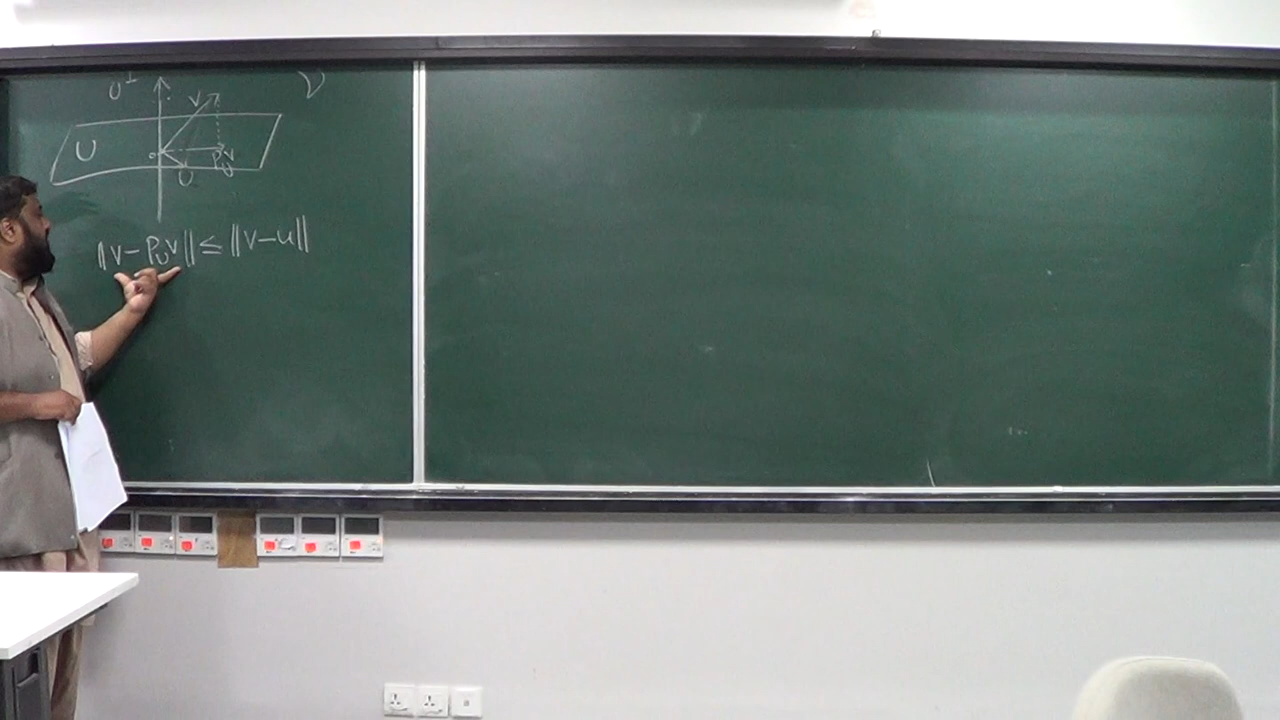 U⊥
V
v
U
o
P_U v
U
||v - P_U v|| ≤ ||v - u||